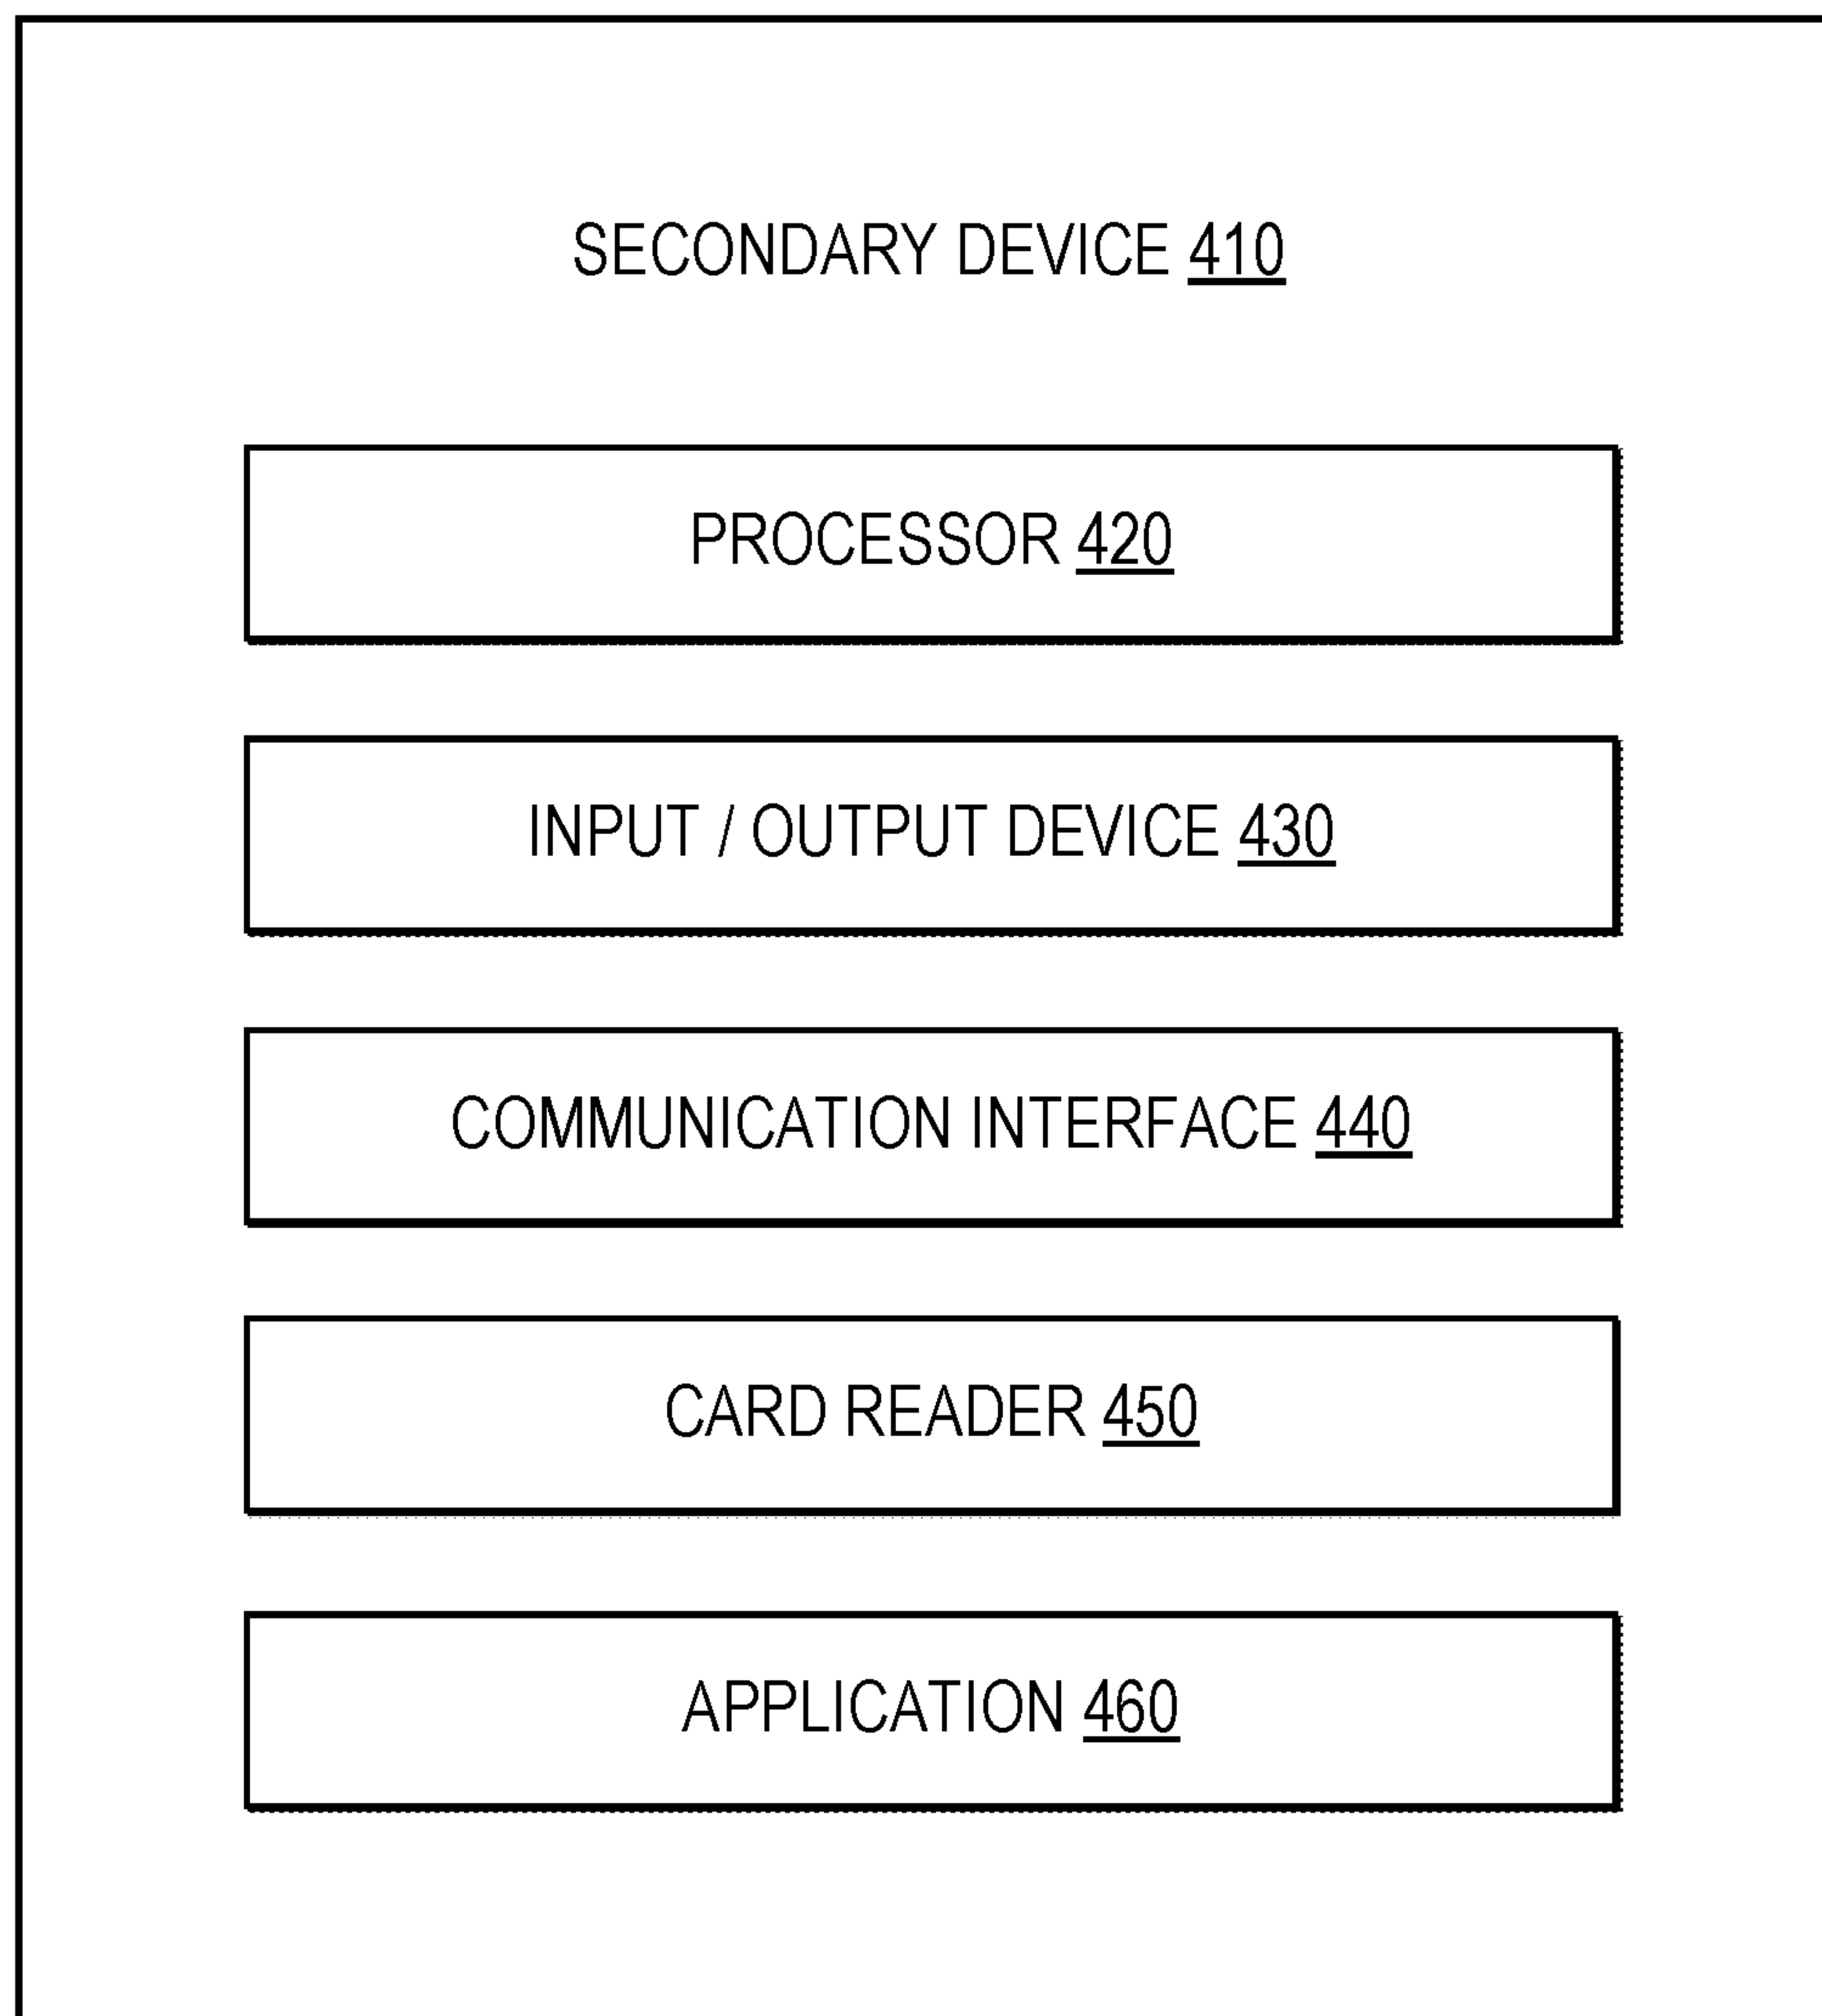 SECONDARY DEVICE 410
PROCESSOR 420
INPUT / OUTPUT DEVICE 430
COMMUNICATION INTERFACE 440
CARD READER 450
APPLICATION 460